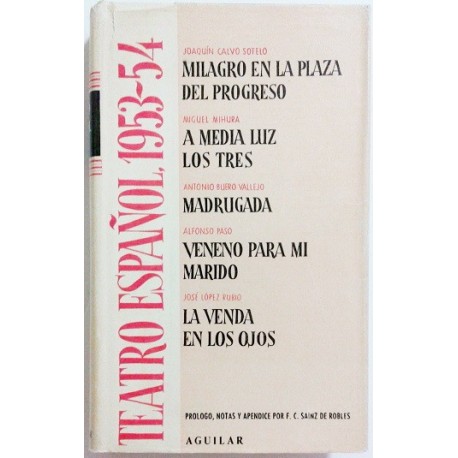 TEATRO ESPAÑOL, 1953-54
JOAQUÍN CALVO SOTELO
MILAGRO EN LA PLAZA
DEL PROGRESO
MIGUEL MIHURA
A MEDIA LUZ
LOS TRES
ANTONIO BUERO VALLEJO
MADRUGADA
ALFONSO PASO
VENENO PARA MI
MARIDO
JOSÉ LÓPEZ RUBIO
LA VENDA
EN LOS OJOS
PROLOGO, NOTAS Y APENDICE POR F. C. SAINZ DE ROBLES
AGUILAR